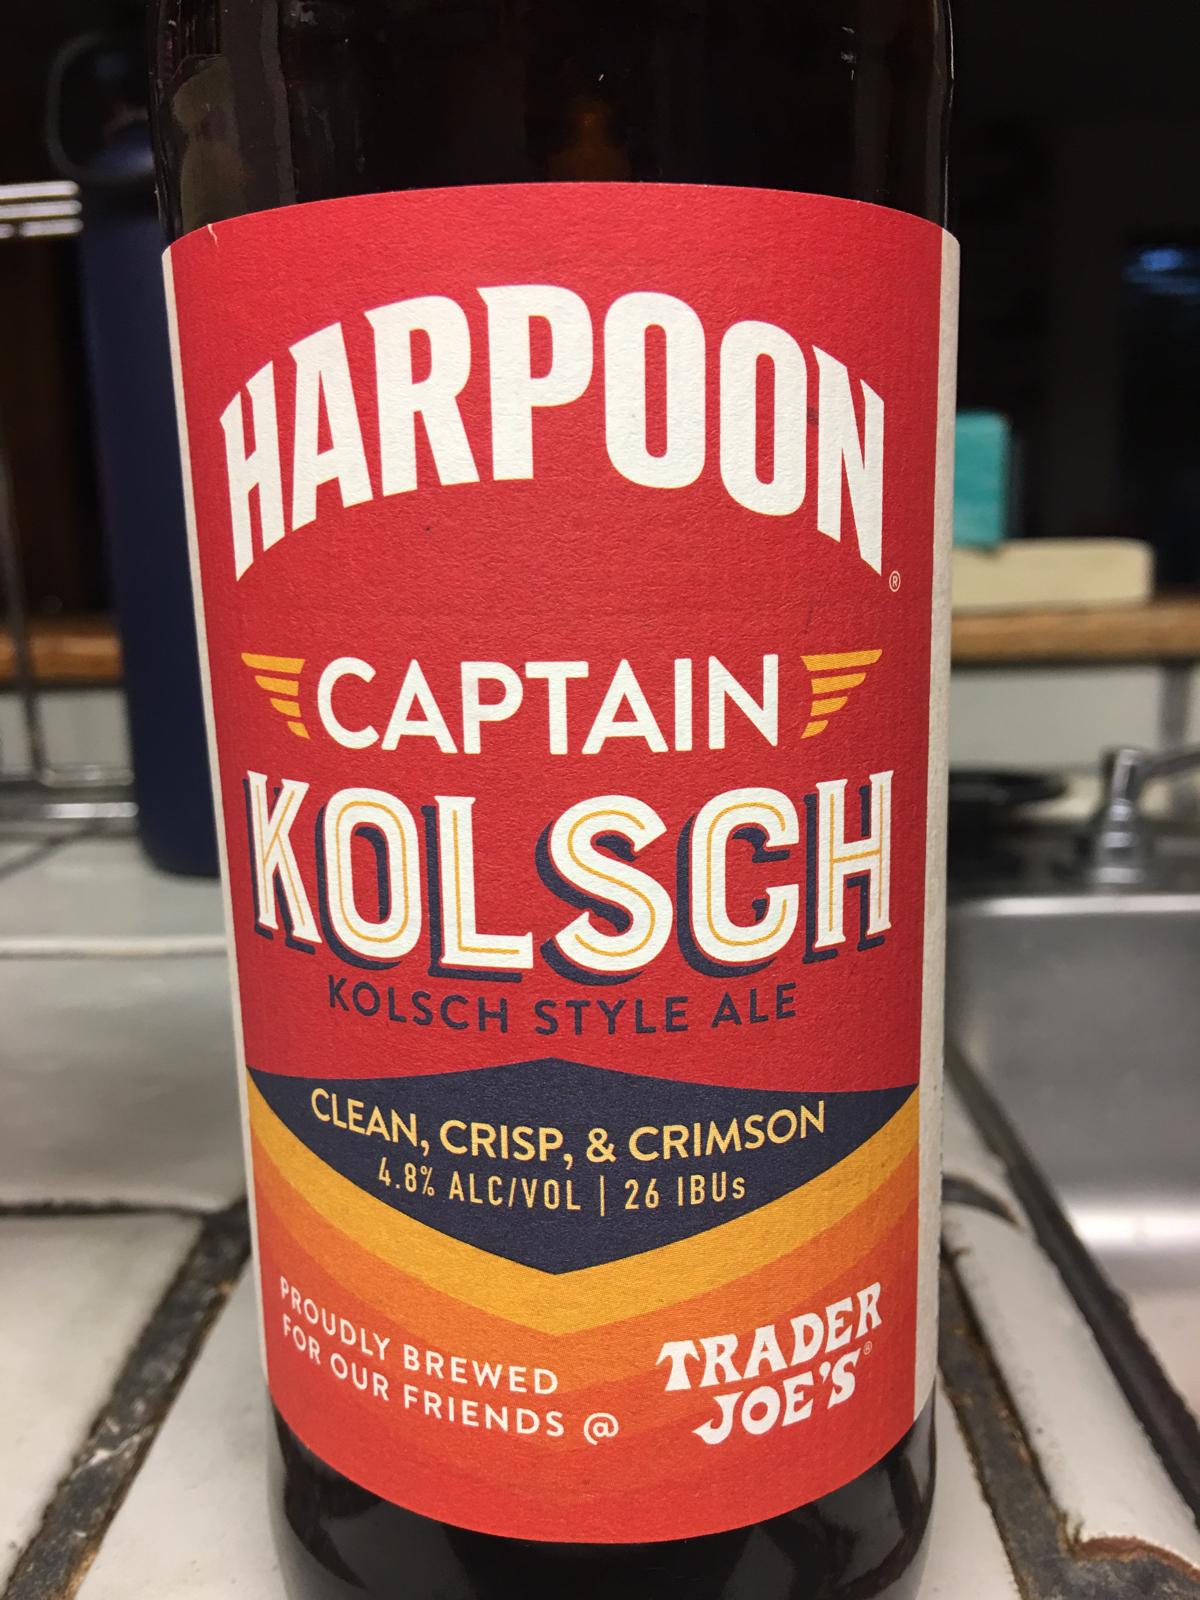 HARPOON®
CAPTAIN
KOLSCH
KOLSCH STYLE ALE
CLEAN, CRISP, & CRIMSON
4.8% ALC/VOL | 26 IBUs
PROUDLY BREWED
FOR OUR FRIENDS @
TRADER
JOE'S®